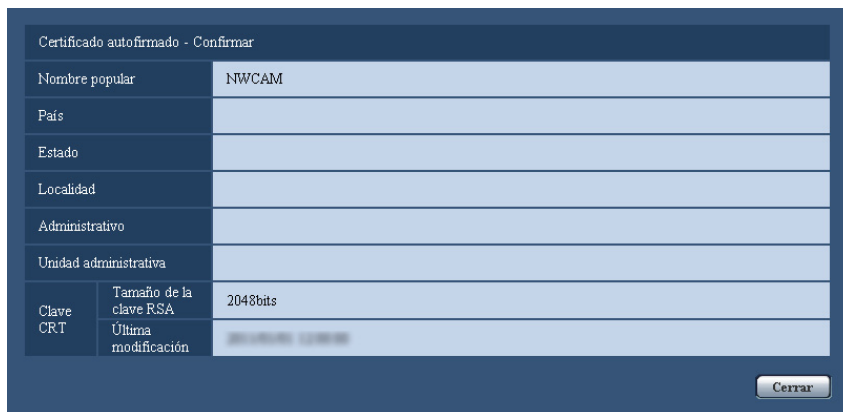 Certificado autofirmado - Confirmar
Nombre popular NWCAM
País
Estado
Localidad
Administrativo
Unidad administrativa
Clave CRT
Tamaño de la clave RSA 2048bits
Última modificación
Cerrar